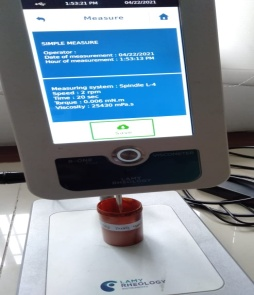 1:53:21 PM 04/22/2021
Measure
SIMPLE MEASURE
Operator :
Date of measurement : 04/22/2021
Hour of measurement : 1:53:13 PM
Measuring system : Spindle L-4
Speed : 2 rpm
Time : 20 sec
Torque : 0.006 mN.m
Viscosity : 25430 mPa.s
LAMY
LAMY
RHEOLOGY